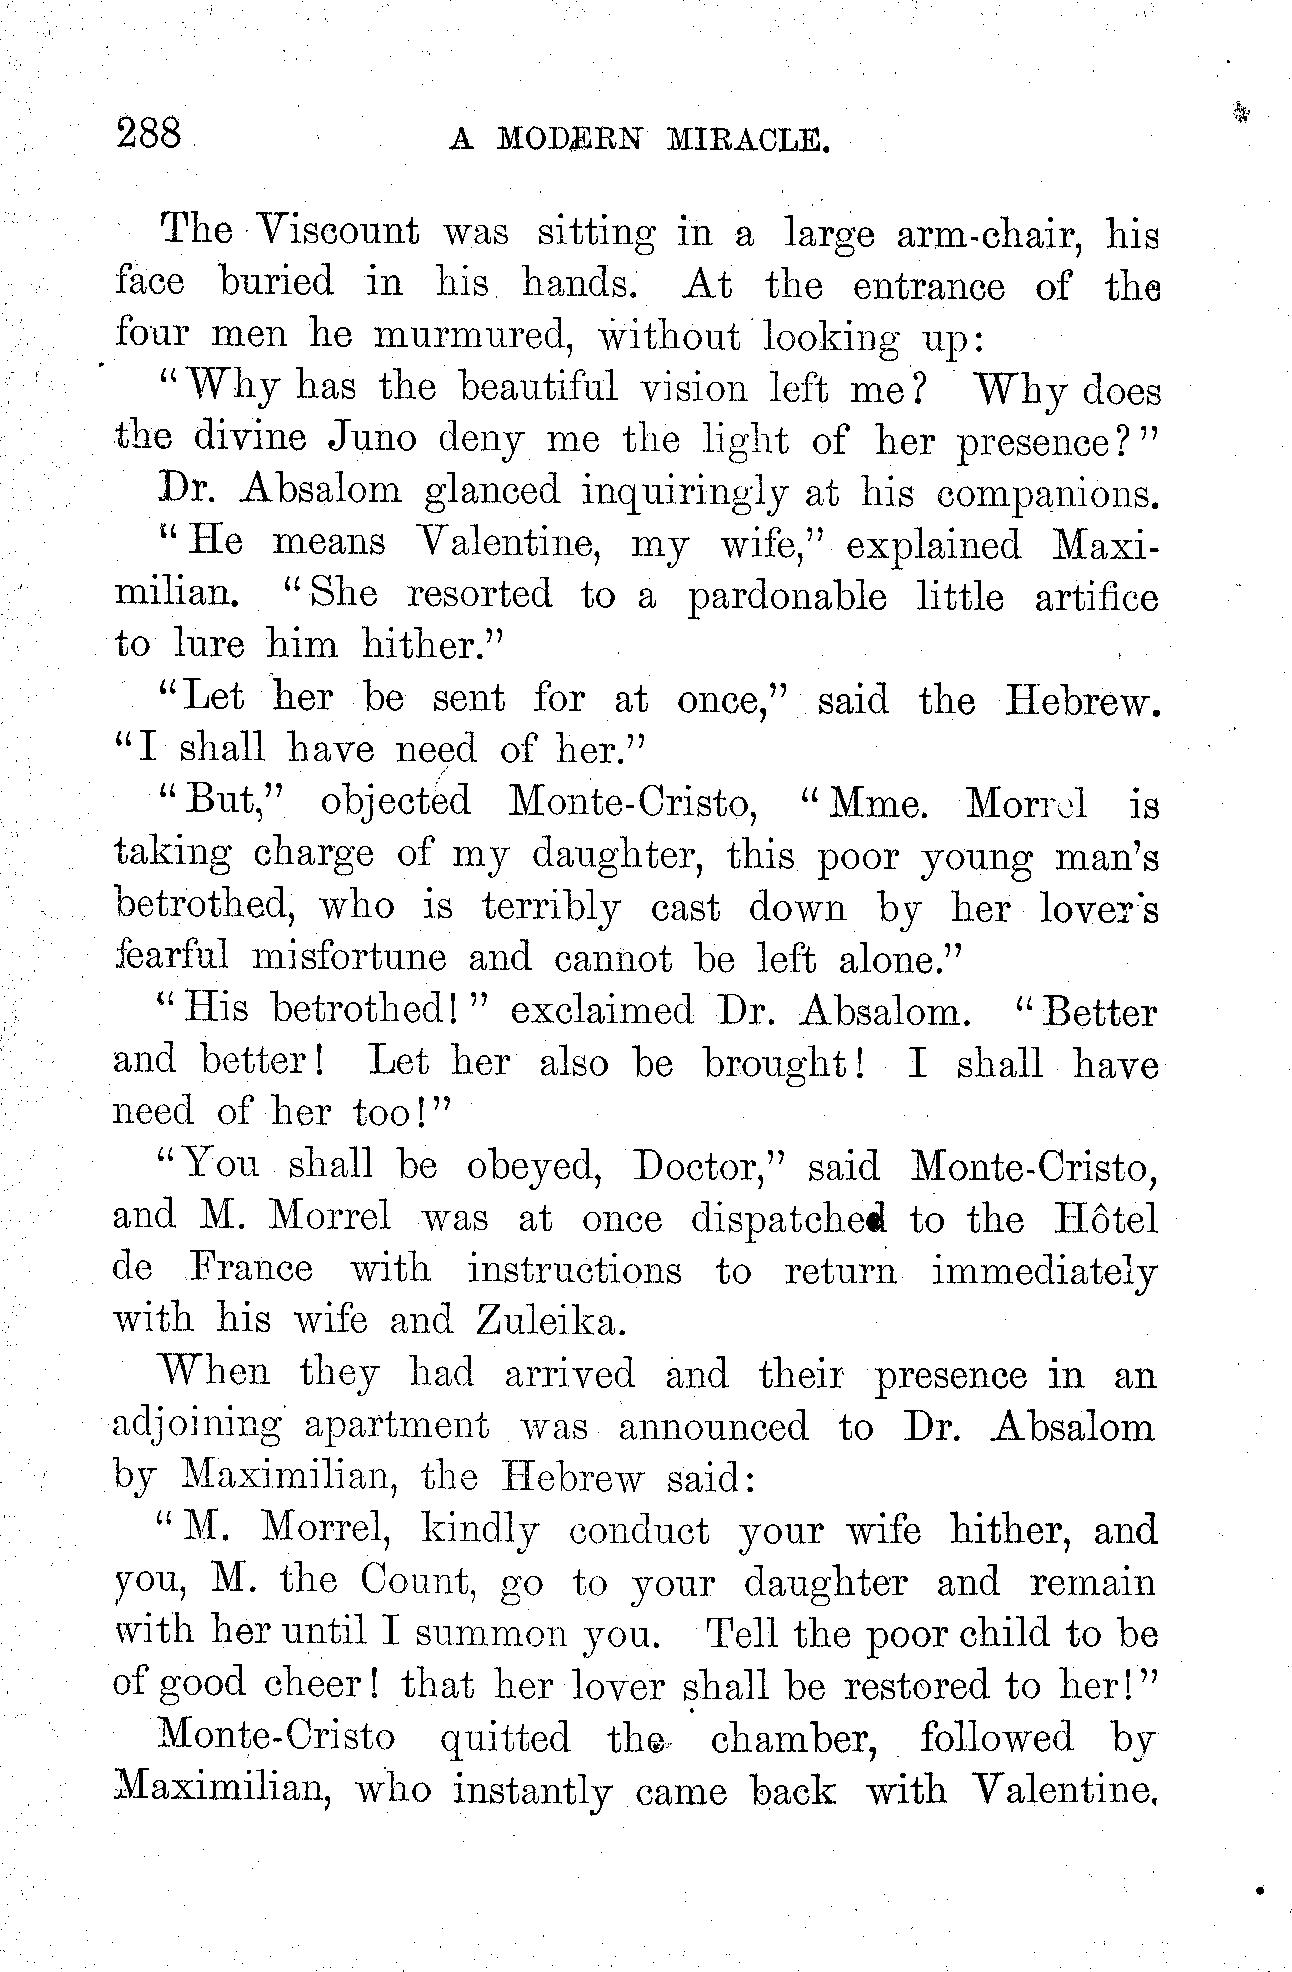 288 A MODERN MIRACLE.
The Viscount was sitting in a large arm-chair, his
face buried in his hands. At the entrance of the
four men he murmured, without looking up:
"Why has the beautiful vision left me? Why does
the divine Juno deny me the light of her presence?"
Dr. Absalom glanced inquiringly at his companions.
"He means Valentine, my wife," explained Maxi-
milian. "She resorted to a pardonable little artifice
to lure him hither."
"Let her be sent for at once," said the Hebrew.
"I shall have need of her."
"But," objected Monte-Cristo, "Mme. Morrel is
taking charge of my daughter, this poor young man's
betrothed, who is terribly cast down by her lover's
fearful misfortune and cannot be left alone."
"His betrothed!" exclaimed Dr. Absalom. "Better
and better! Let her also be brought! I shall have
need of her too!"
"You shall be obeyed, Doctor," said Monte-Cristo,
and M. Morrel was at once dispatched to the Hôtel
de France with instructions to return immediately
with his wife and Zuleika.
When they had arrived and their presence in an
adjoining apartment was announced to Dr. Absalom
by Maximilian, the Hebrew said:
"M. Morrel, kindly conduct your wife hither, and
you, M. the Count, go to your daughter and remain
with her until I summon you. Tell the poor child to be
of good cheer! that her lover shall be restored to her!"
Monte-Cristo quitted the chamber, followed by
Maximilian, who instantly came back with Valentine.